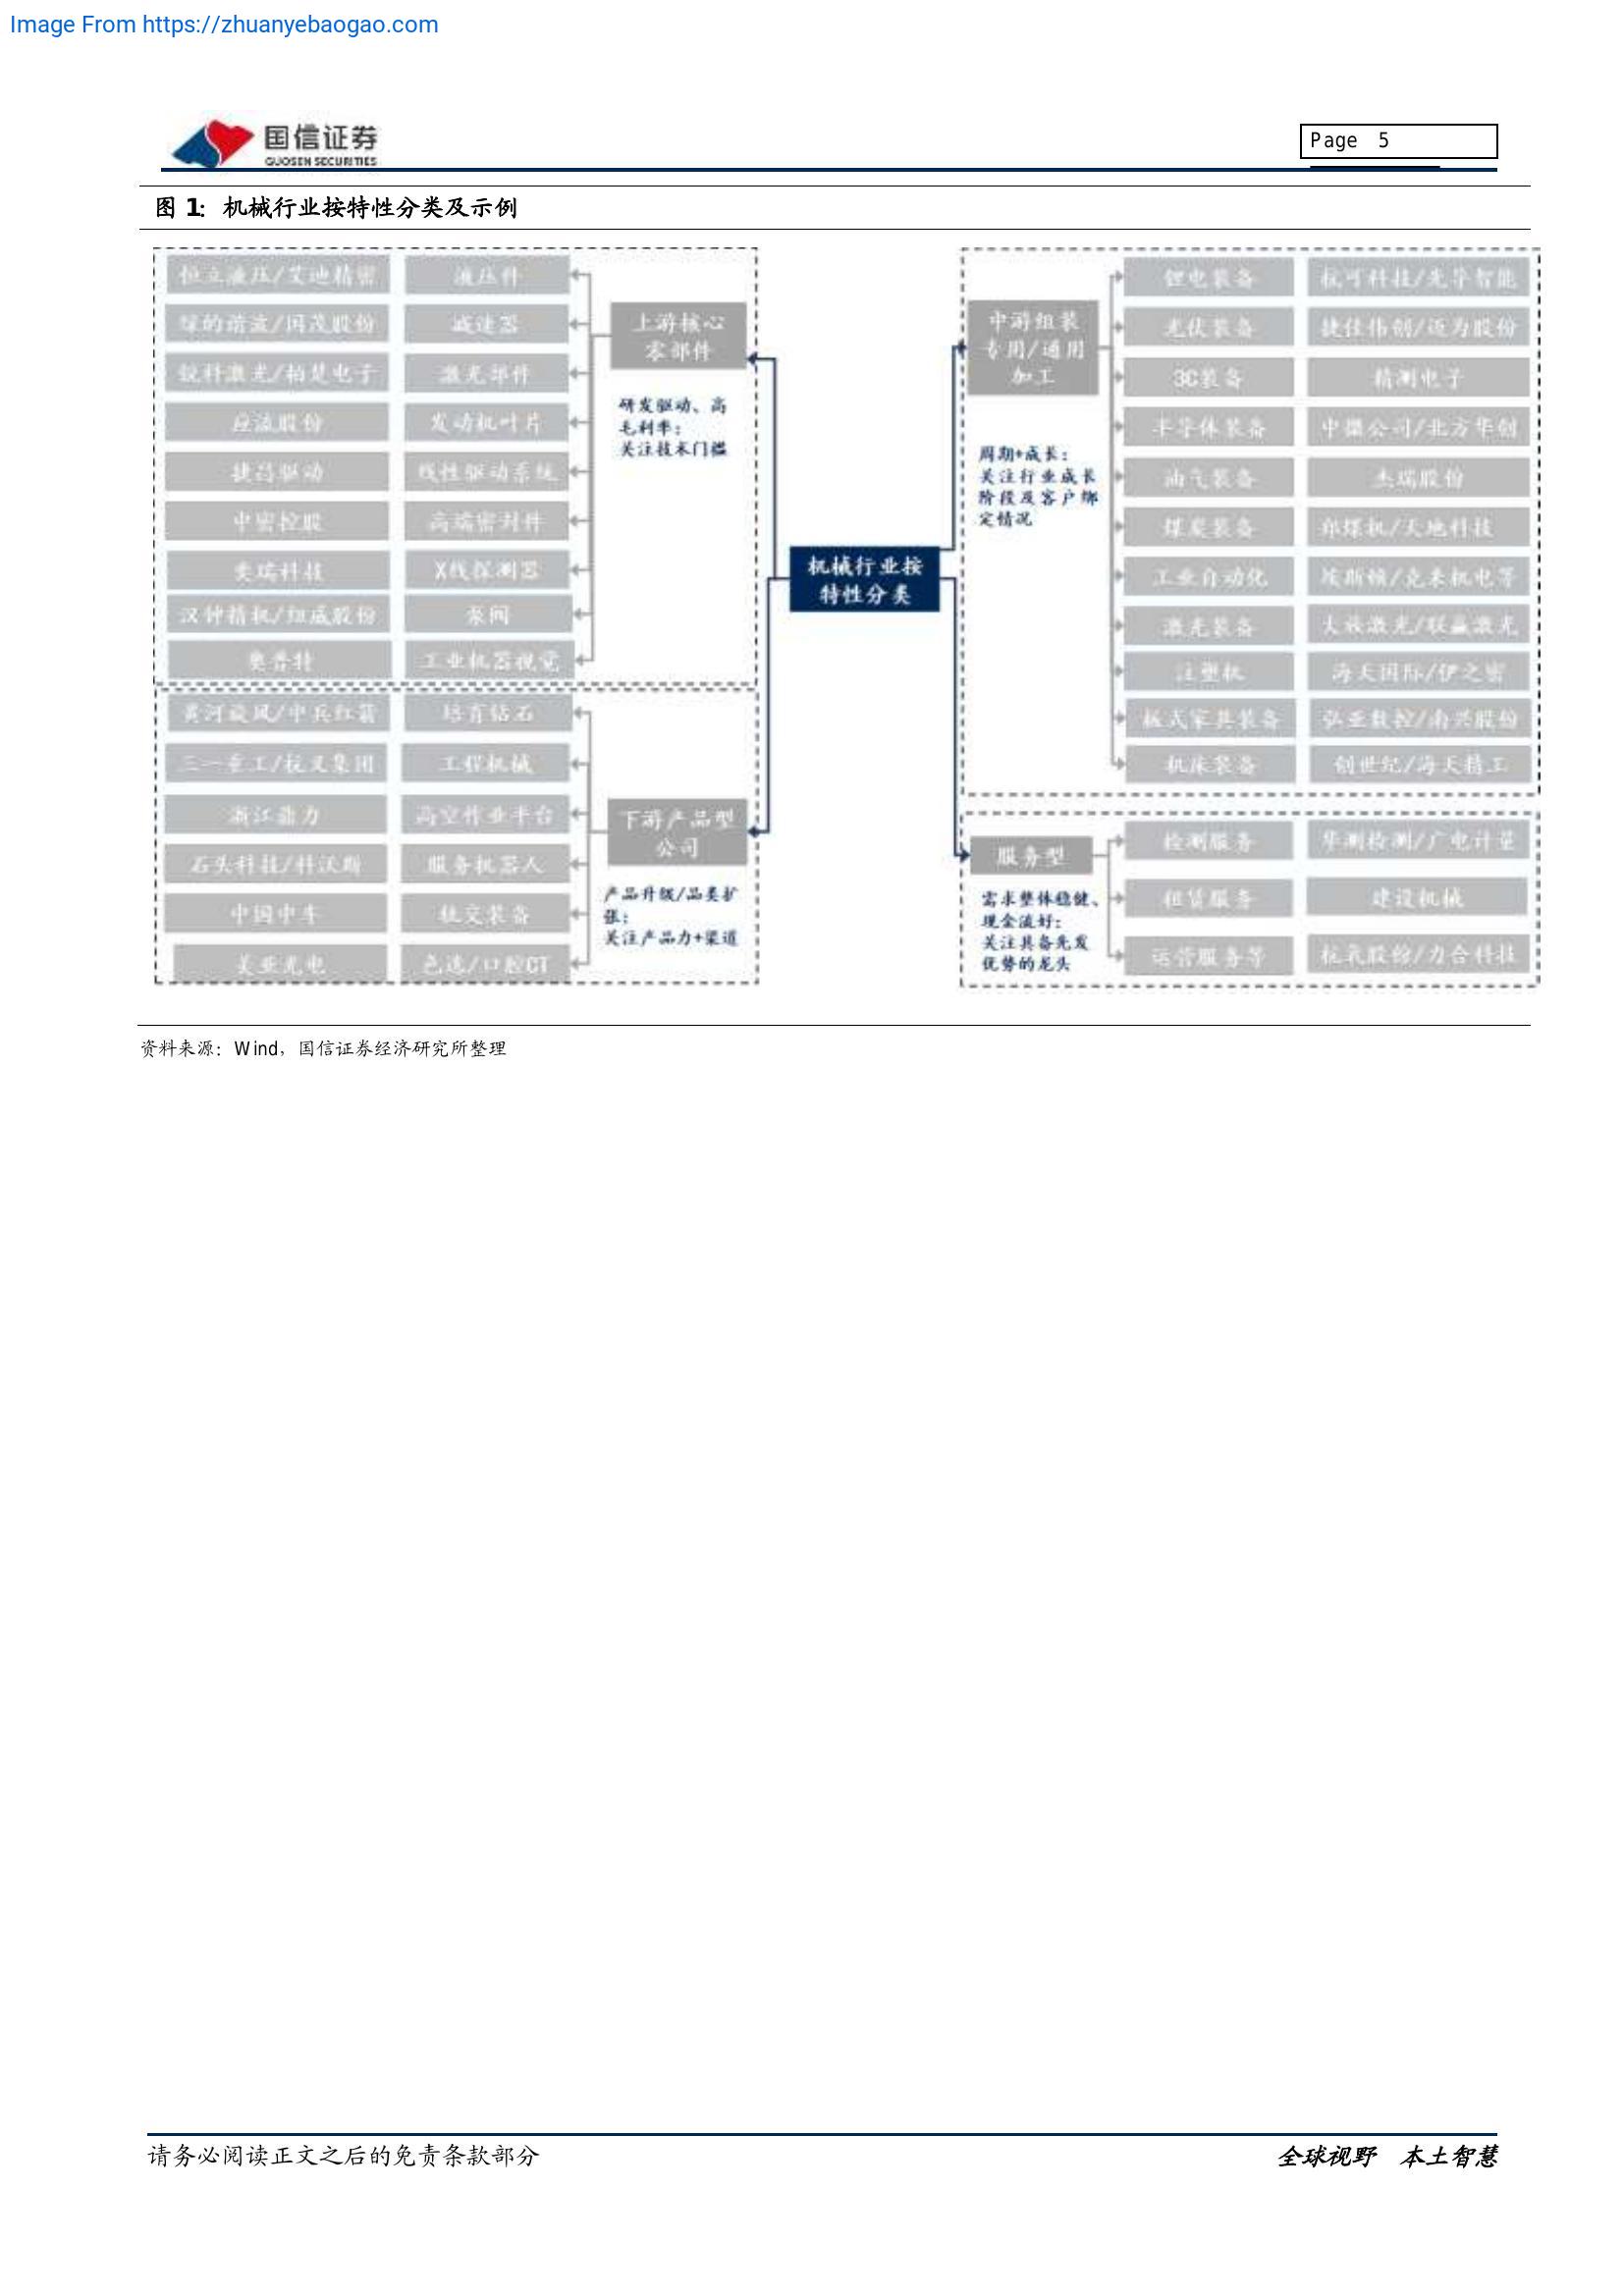 Image From https://zhuanyebaogao.com
国信证券
GUOSEN SECURITIES
Page 5
图 1: 机械行业按特性分类及示例
恒立液压/艾迪精密 液压件
绿的谐波/国茂股份 减速器
锐科激光/柏楚电子 激光部件
应流股份 发动机叶片
捷昌驱动 线性驱动系统
中密控股 高端密封件
奕瑞科技 X线探测器
汉钟精机/纽威股份 泵阀
奥普特 工业机器视觉
上游核心
零部件
研发驱动、高
毛利率;
关注技术门槛
黄河旋风/中兵红箭 培育钻石
三一重工/杭叉集团 工程机械
浙江鼎力 高空作业平台
石头科技/科沃斯 服务机器人
中国中车 轨交装备
美亚光电 色选/口腔CT
下游产品型
公司
产品升级/品类扩
张;
关注产品力+渠道
机械行业按
特性分类
中游组装
专用/通用
加工
周期+成长:
关注行业成长
阶段及客户绑
定情况
锂电装备 杭可科技/先导智能
光伏装备 捷佳伟创/迈为股份
3C装备 精测电子
半导体装备 中微公司/北方华创
油气装备 杰瑞股份
煤炭装备 郑煤机/天地科技
工业自动化 埃斯顿/克来机电等
激光装备 大族激光/联赢激光
注塑机 海天国际/伊之密
板式家具装备 弘亚数控/南兴股份
机床装备 创世纪/海天精工
服务型
需求整体稳健、
现金流好;
关注具备先发
优势的龙头
检测服务 华测检测/广电计量
租赁服务 建设机械
运营服务等 杭氧股份/力合科技
资料来源: Wind, 国信证券经济研究所整理
请务必阅读正文之后的免责条款部分
全球视野 本土智慧